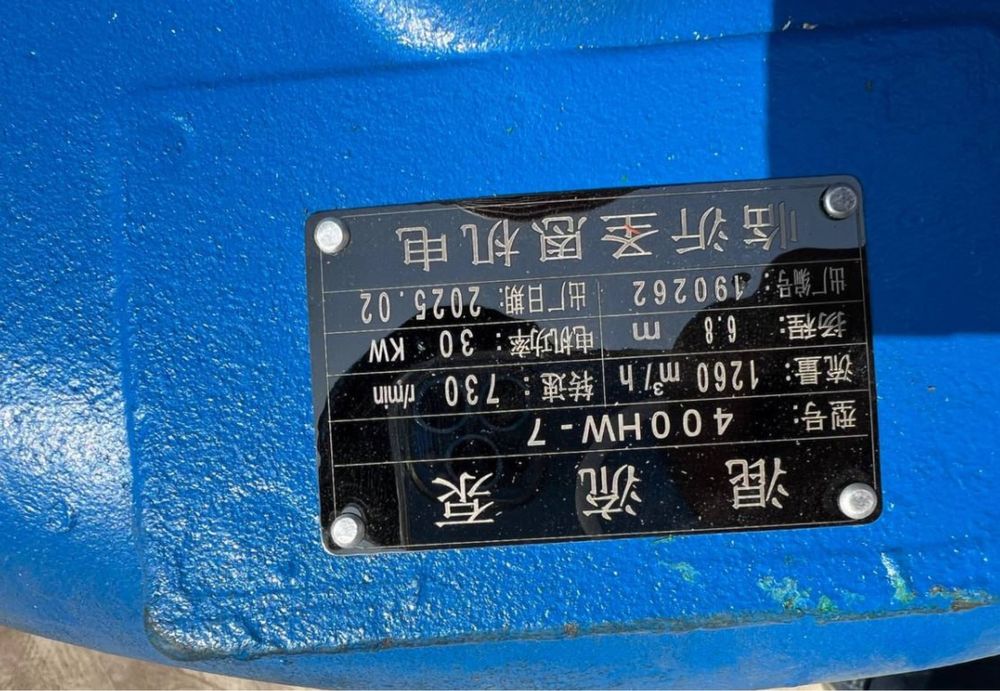 混流泵
型号: 400HW-7
流量: 1260 m³/h 转速: 730 r/min
扬程: 6.8 m 电机功率: 30 KW
出厂编号: 190262 出厂日期: 2025.02
临沂圣恩机电